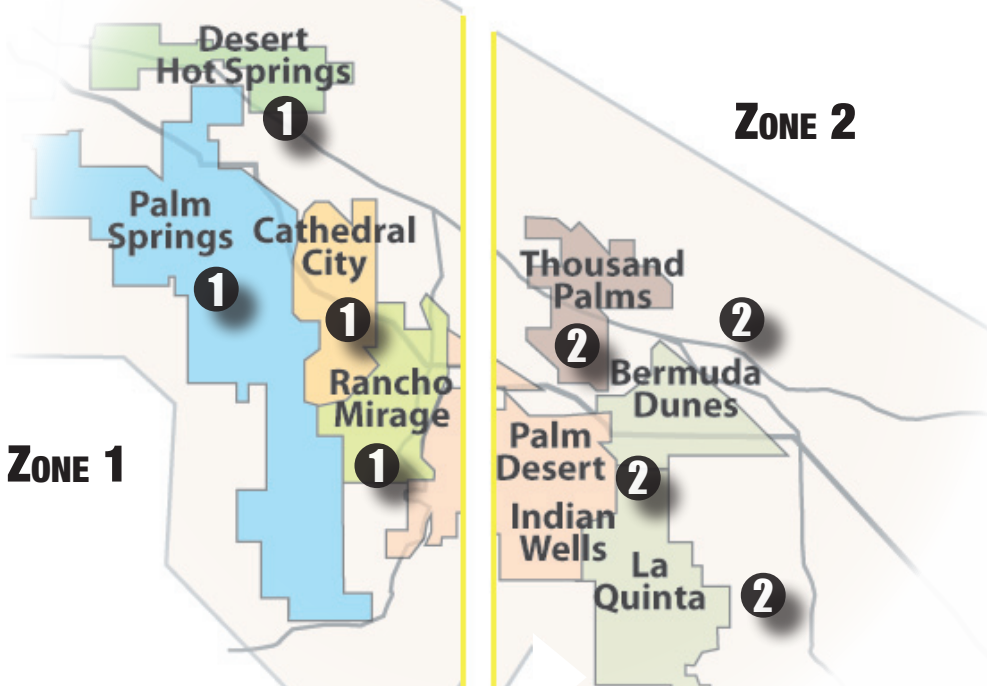 Desert
Hot Springs
1
ZONE 2
Palm
Springs
1
Cathedral
City
1
Rancho
Mirage
1
ZONE 1
Thousand
Palms
2
2
Bermuda
Dunes
Palm
Desert
2
Indian
Wells
La
Quinta
2